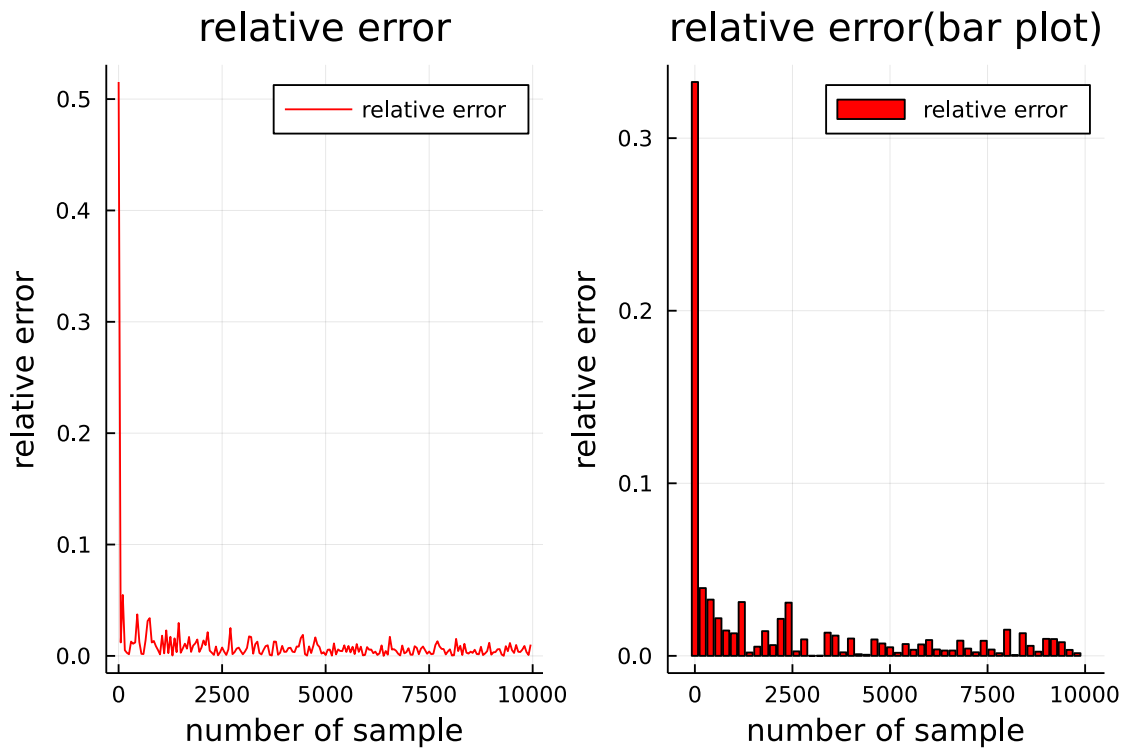 relative error
relative error
relative error
0.5
0.4
0.3
0.2
0.1
0.0
0
2500
5000
7500
10000
number of sample
relative error(bar plot)
relative error
relative error
0.3
0.2
0.1
0.0
0
2500
5000
7500
10000
number of sample